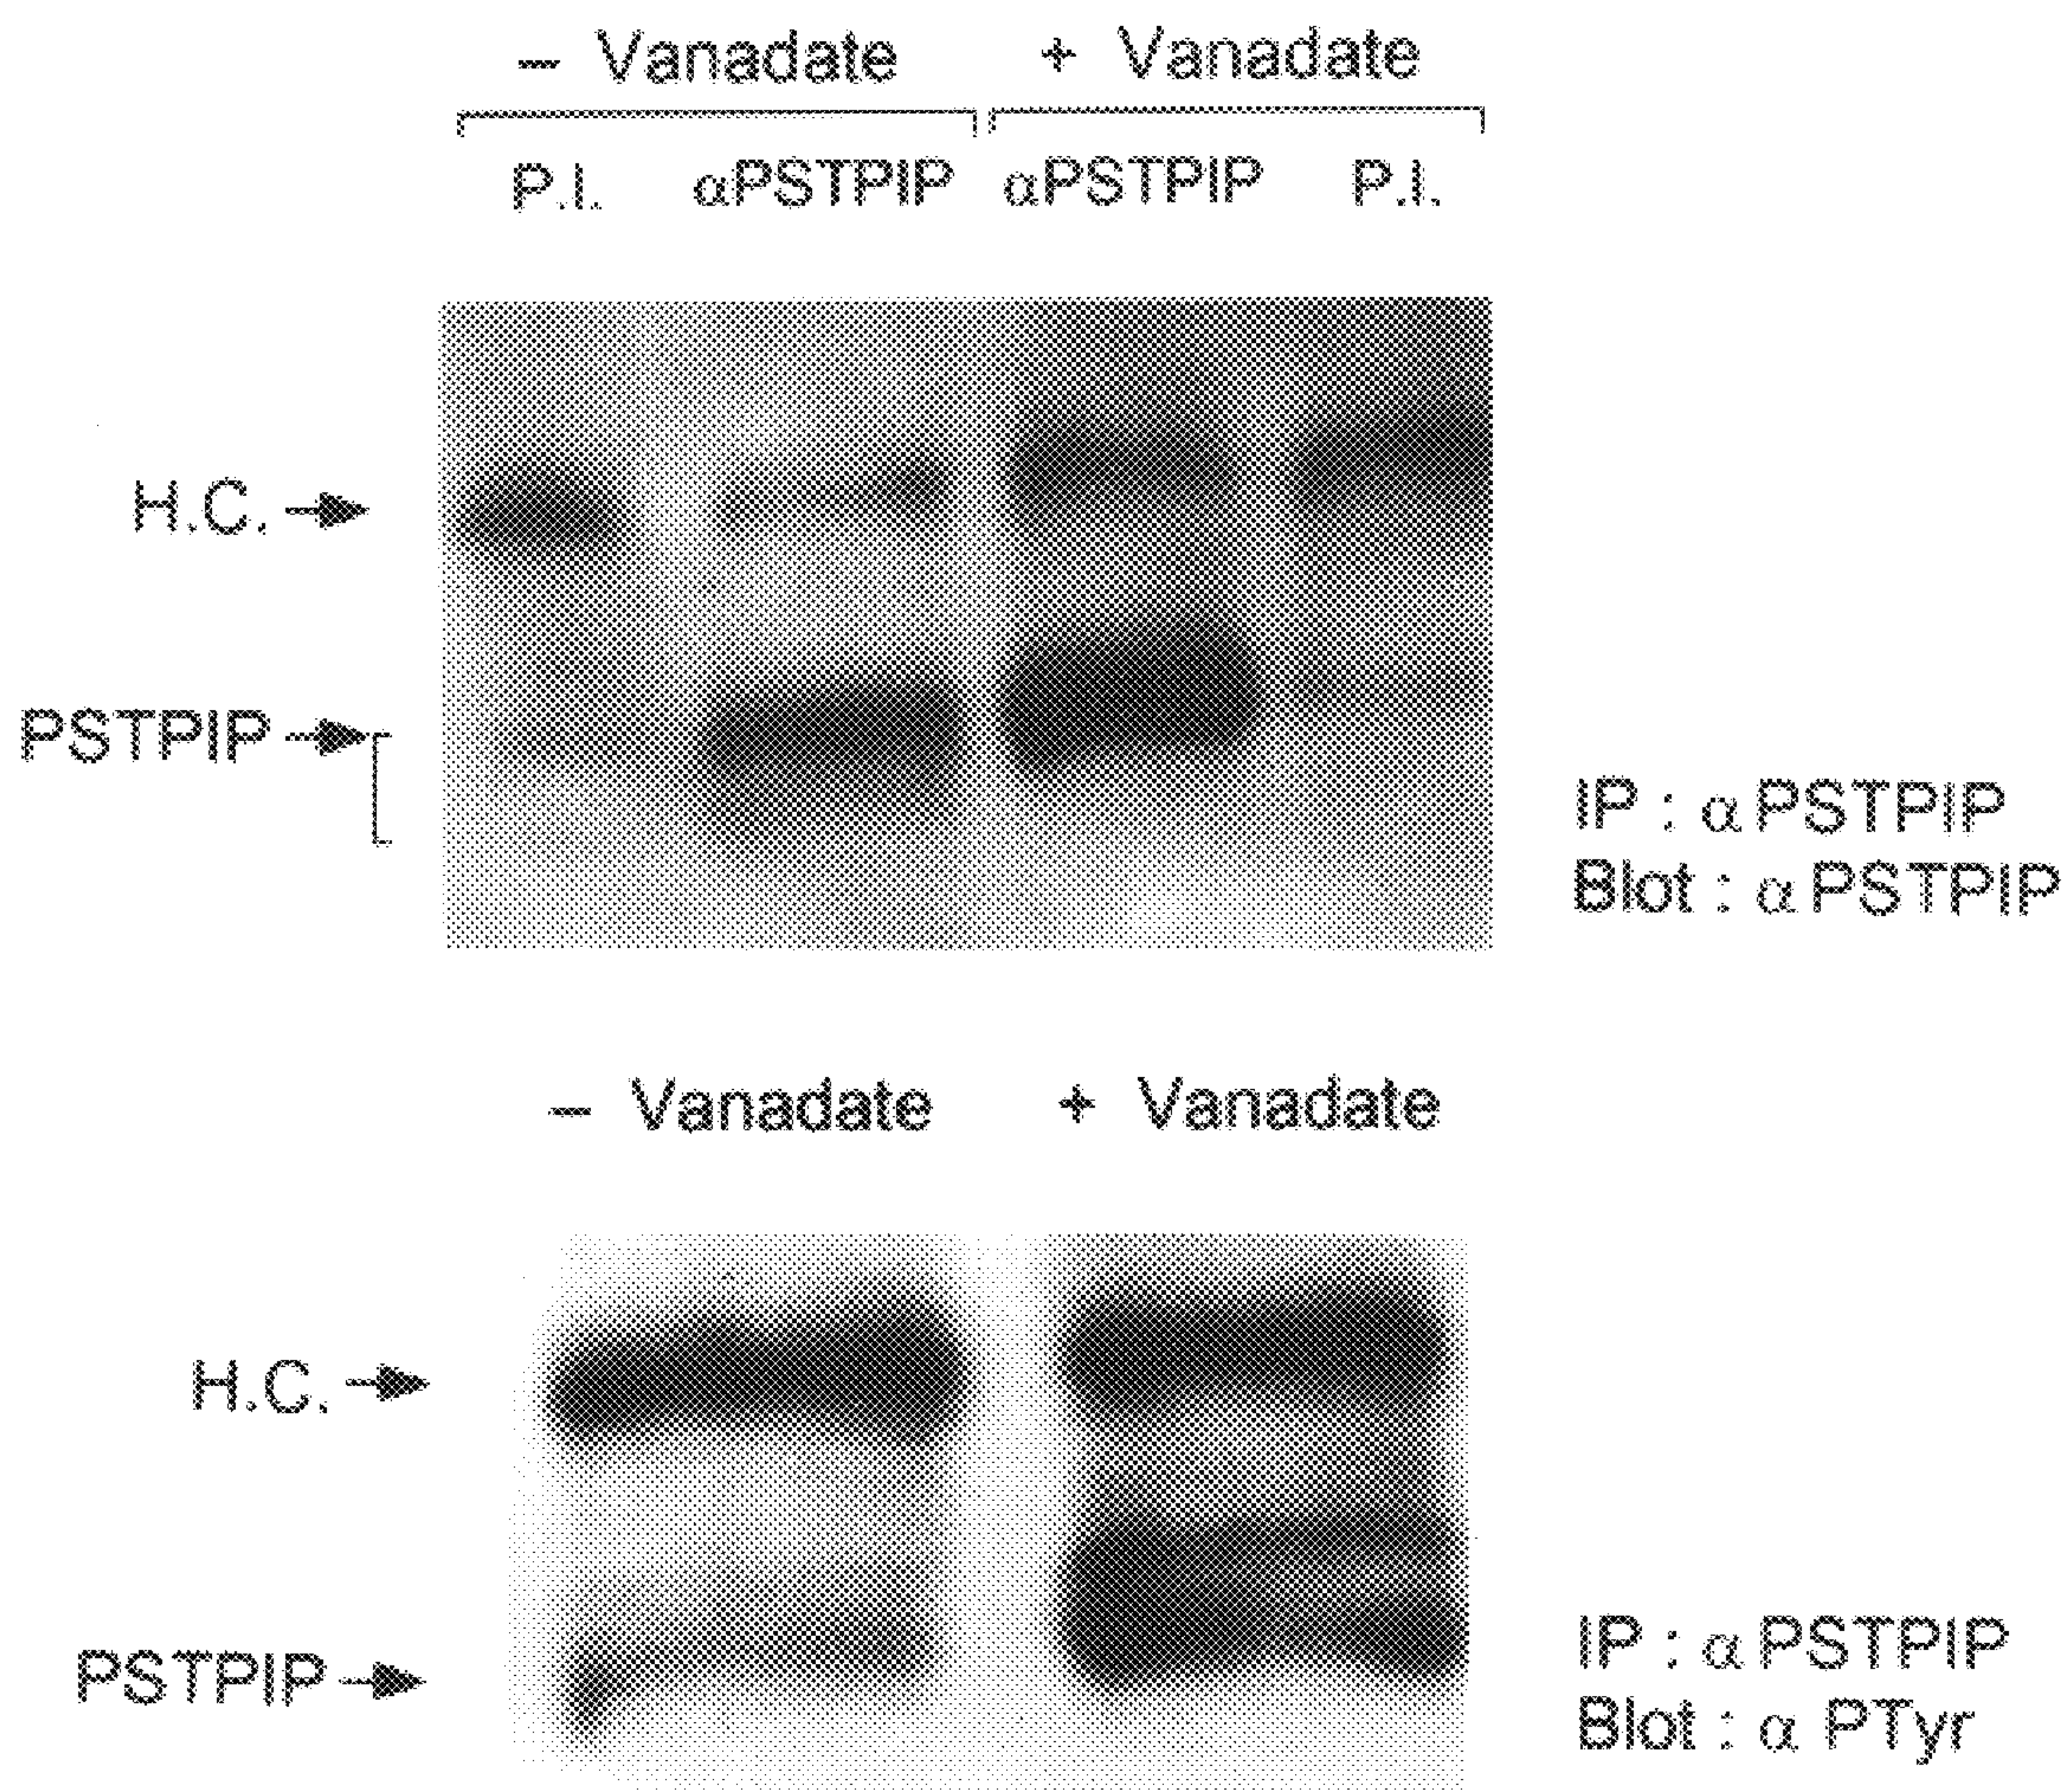 – Vanadate + Vanadate
P.I. αPSTPIP αPSTPIP P.I.
H.C.
PSTPIP
IP : α PSTPIP
Blot : α PSTPIP
– Vanadate + Vanadate
H.C.
PSTPIP
IP : α PSTPIP
Blot : α PTyr